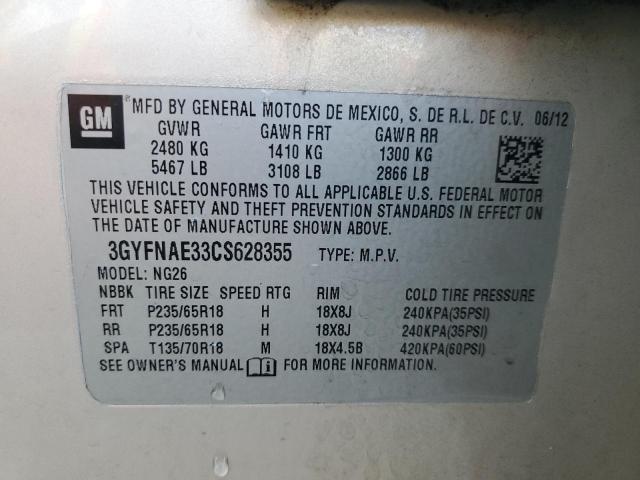 GM ® MFD BY GENERAL MOTORS DE MEXICO, S. DE R.L. DE C.V. 06/12
GVWR GAWR FRT GAWR RR
2480 KG 1410 KG 1300 KG
5467 LB 3108 LB 2866 LB
THIS VEHICLE CONFORMS TO ALL APPLICABLE U.S. FEDERAL MOTOR
VEHICLE SAFETY AND THEFT PREVENTION STANDARDS IN EFFECT ON
THE DATE OF MANUFACTURE SHOWN ABOVE.
3GYFNAE33CS628355 TYPE: M.P.V.
MODEL: NG26
NBBK TIRE SIZE SPEED RTG RIM COLD TIRE PRESSURE
FRT P235/65R18 H 18X8J 240KPA(35PSI)
RR P235/65R18 H 18X8J 240KPA(35PSI)
SPA T135/70R18 M 18X4.5B 420KPA(60PSI)
SEE OWNER'S MANUAL FOR MORE INFORMATION.